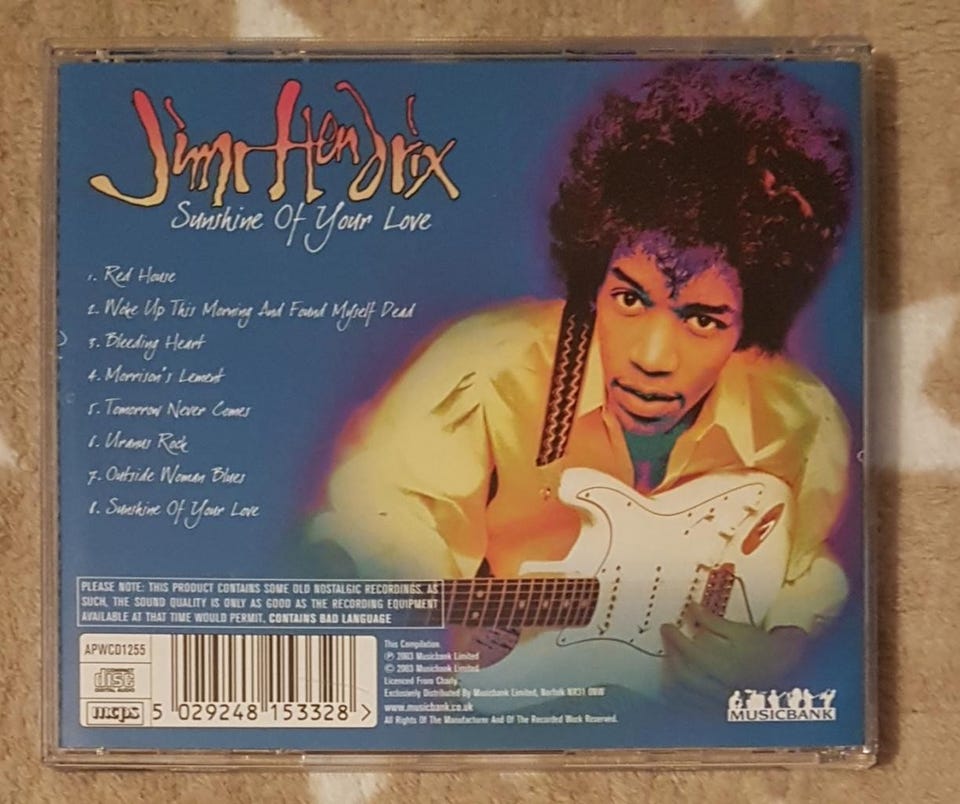 Jimi Hendrix
Sunshine Of Your Love
1. Red House
2. Woke Up This Morning And Found Myself Dead
3. Bleeding Heart
4. Morrison's Lement
5. Tomorrow Never Comes
6. Uranus Rock
7. Outside Woman Blues
8. Sunshine Of Your Love
PLEASE NOTE: THIS PRODUCT CONTAINS SOME OLD NOSTALGIC RECORDINGS. AS
SUCH, THE SOUND QUALITY IS ONLY AS GOOD AS THE RECORDING EQUIPMENT
AVAILABLE AT THAT TIME WOULD PERMIT. CONTAINS BAD LANGUAGE
APWCD1255
COMPACT
disc
DIGITAL AUDIO
mcps
5 029248 153328 >
This Compilation
℗ 2003 Musicbank Limited
© 2003 Musicbank Limited
Licenced From Charly.
Exclusively Distributed By Musicbank Limited, Norfolk NR31 0NW
www.musicbank.co.uk
All Rights Of The Manufacturer And Of The Recorded Work Reserved.
MUSICBANK